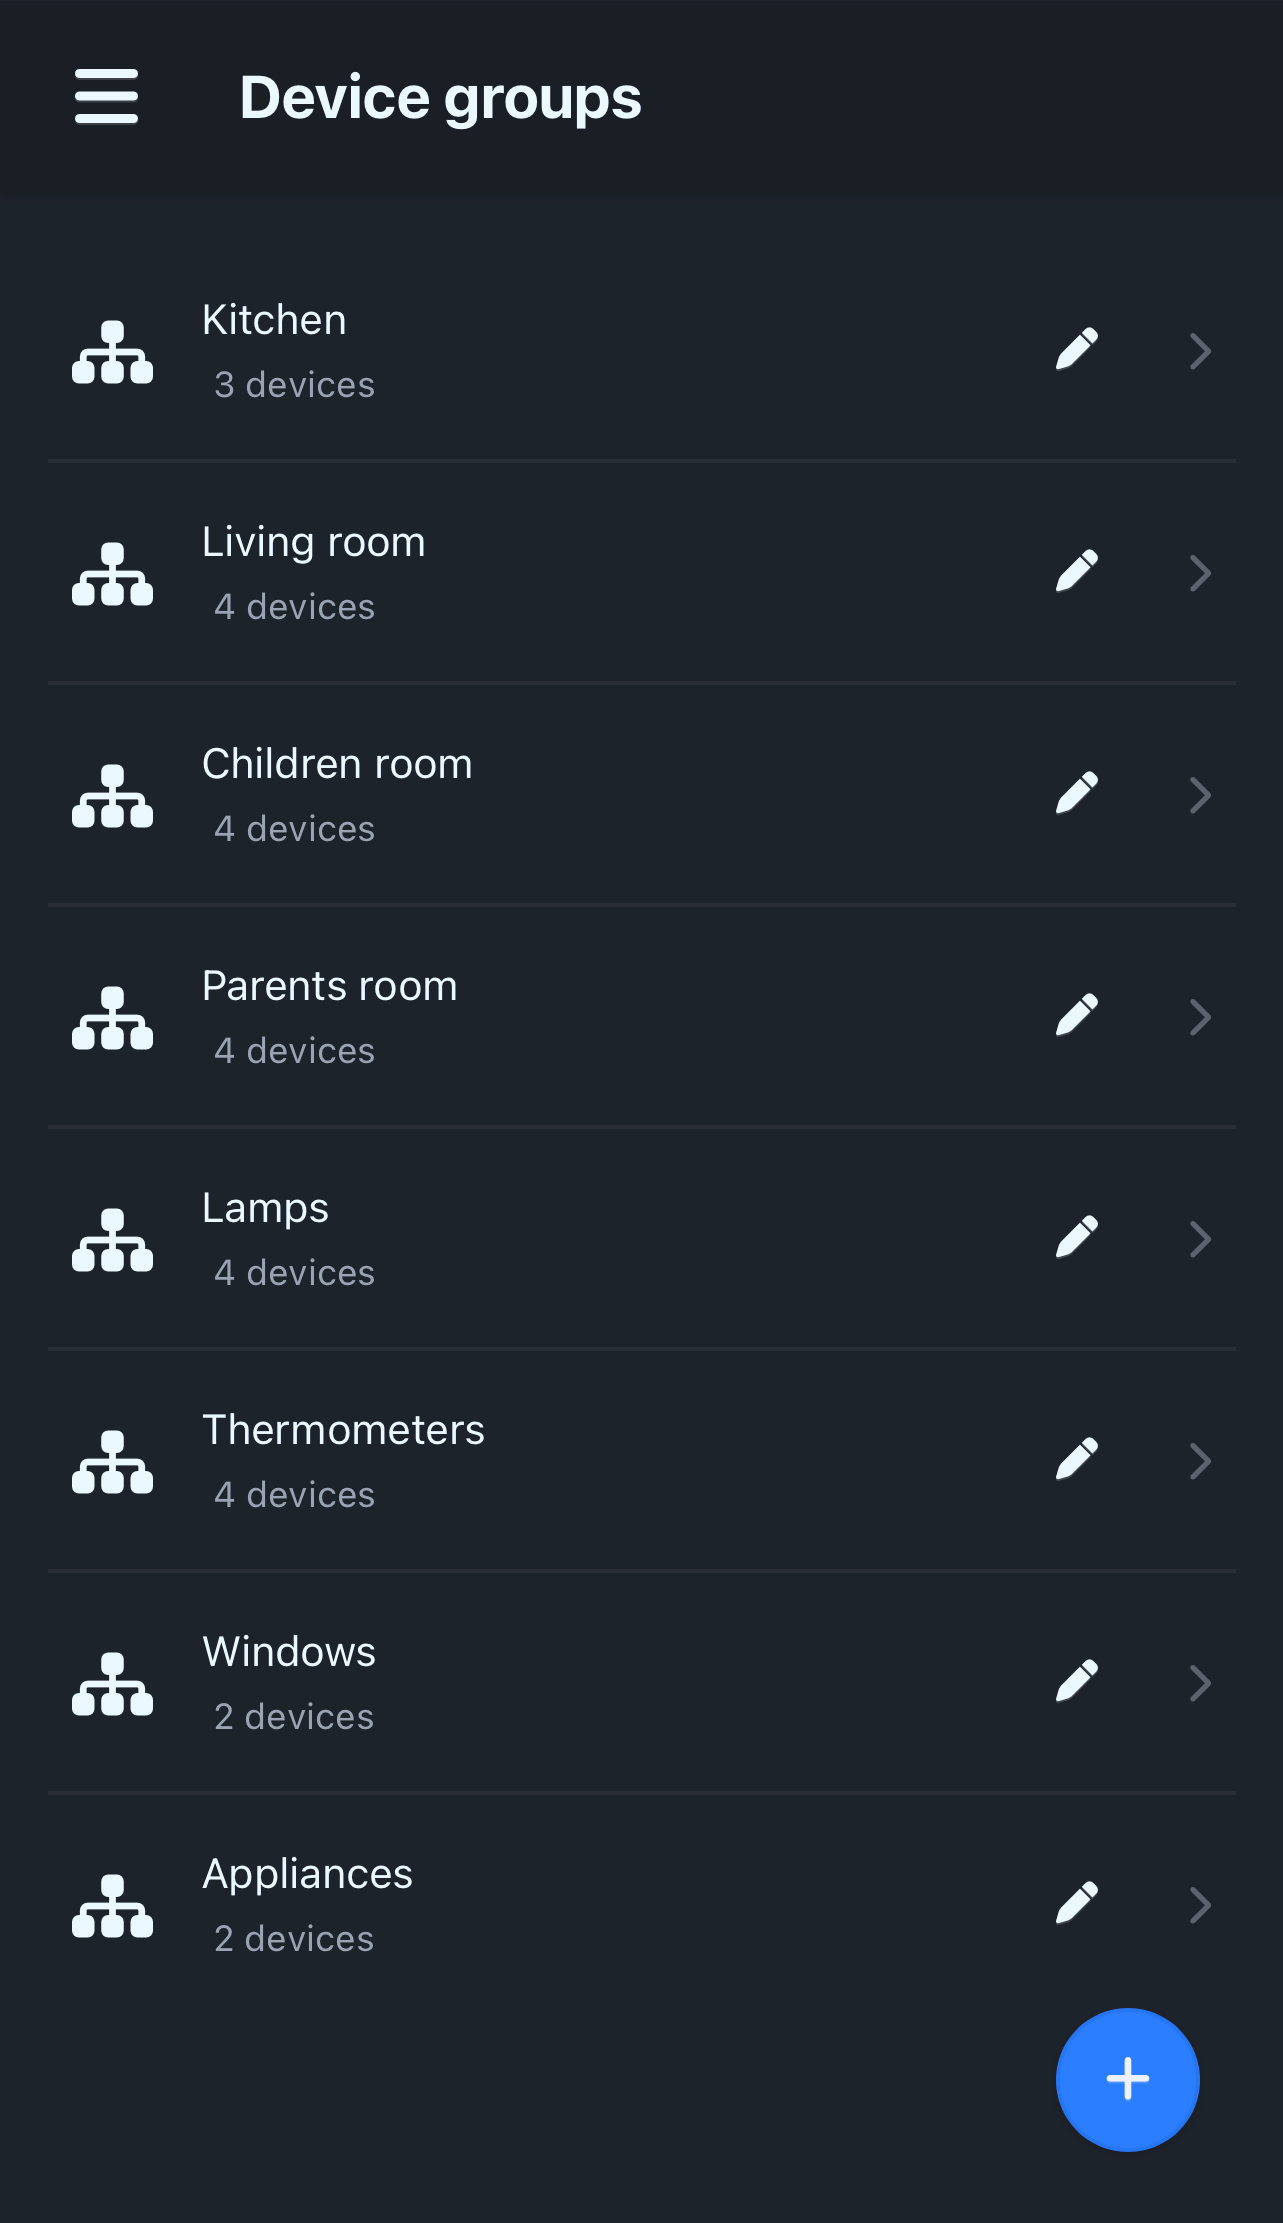 Device groups
Kitchen
3 devices
Living room
4 devices
Children room
4 devices
Parents room
4 devices
Lamps
4 devices
Thermometers
4 devices
Windows
2 devices
Appliances
2 devices